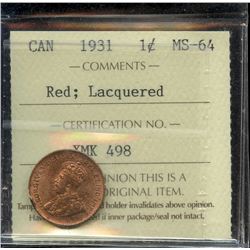 CAN 1931 1¢ MS-64
COMMENTS
Red; Lacquered
CERTIFICATION NO.
XMK 498
OPINION THIS IS A
ORIGINAL ITEM.
holder invalidates above opinion.
if inner package/seal not intact.